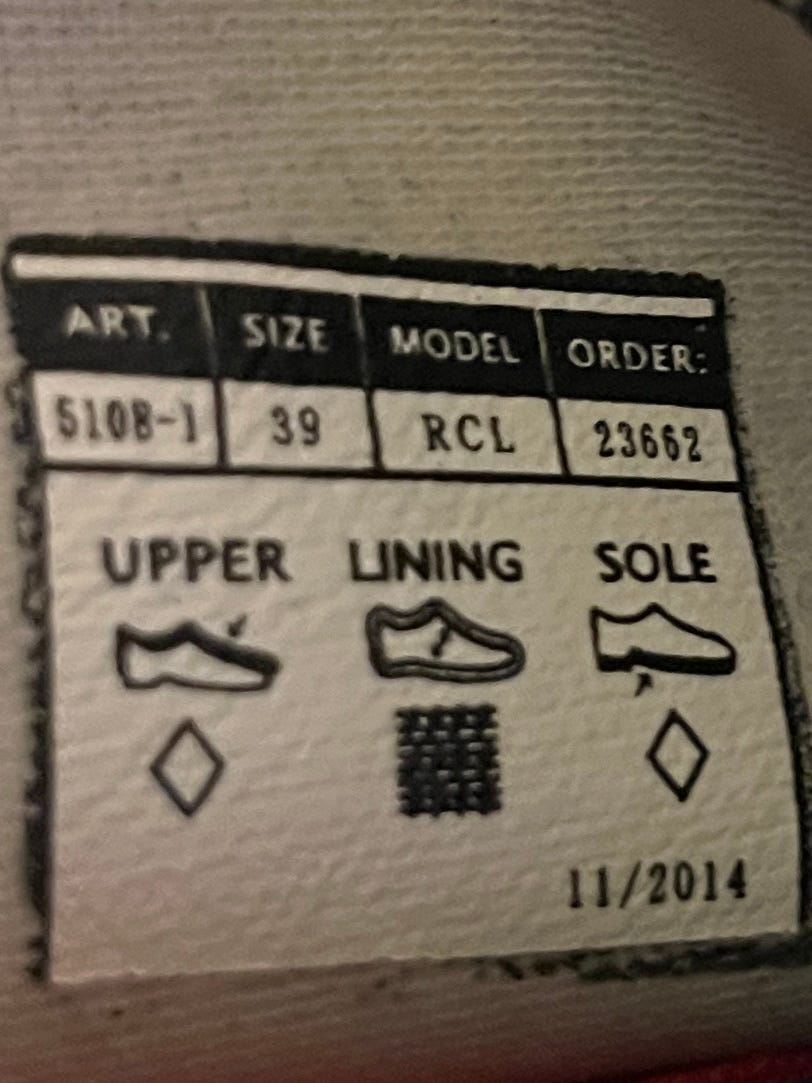 ART. SIZE MODEL ORDER:
5108-1 39 RCL 23662
UPPER LINING SOLE
11/2014